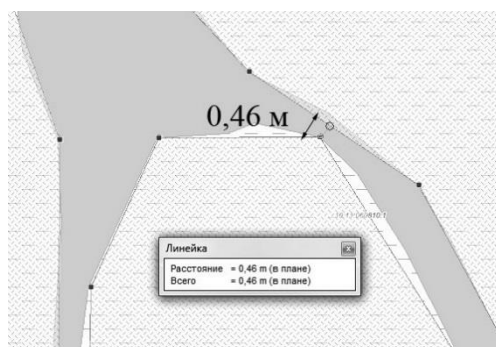 0,46 м
Линейка
Расстояние = 0,46 m (в плане)
Всего = 0,46 m (в плане)